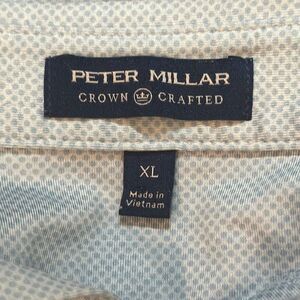 PETER MILLAR
CROWN CRAFTED
XL
Made in
Vietnam